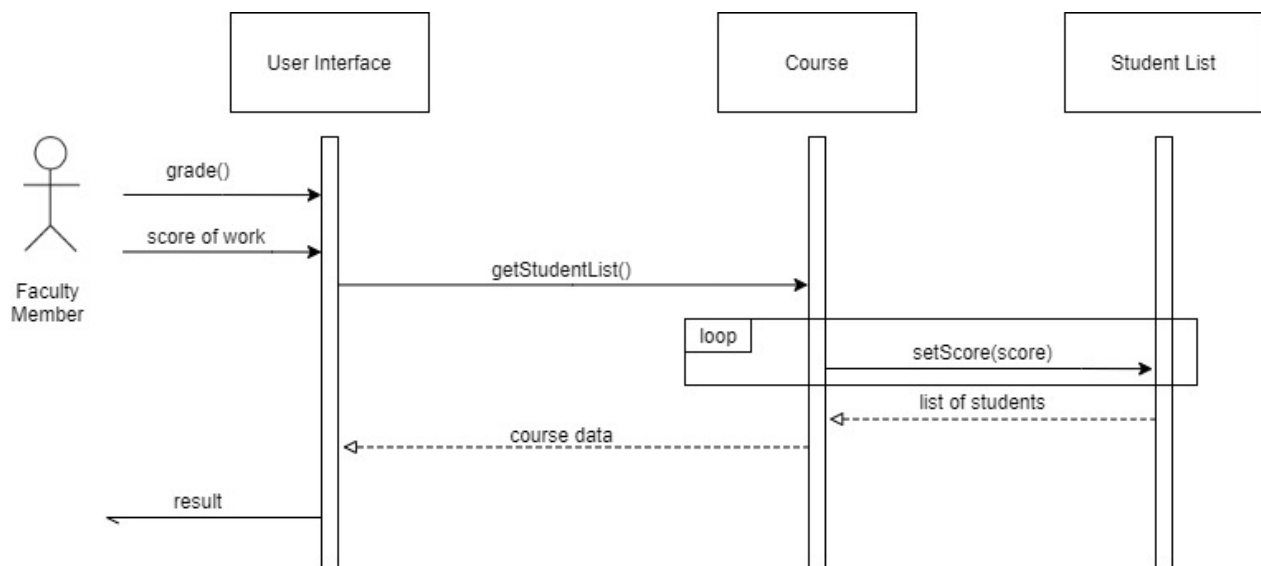 User Interface
Course
Student List
grade()
score of work
Faculty
Member
getStudentList()
loop
setScore(score)
list of students
course data
result